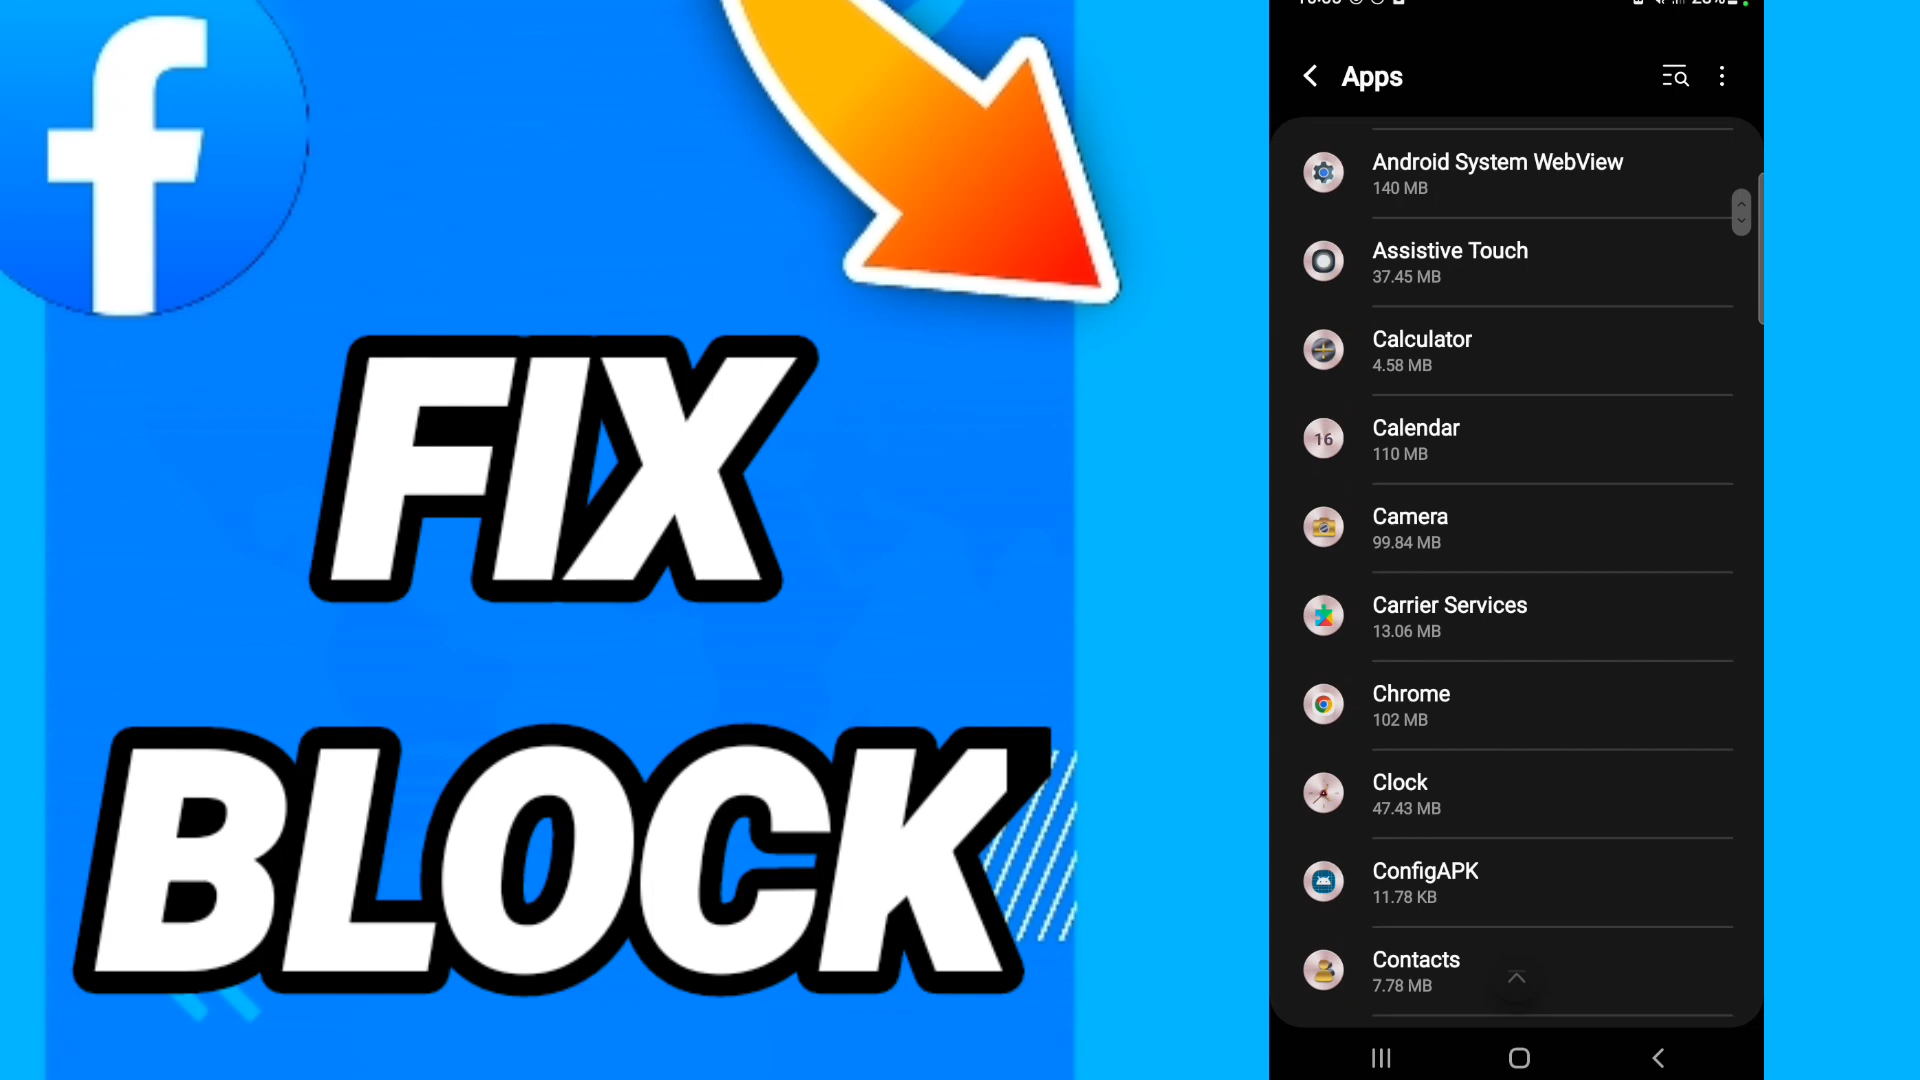 FIX
BLOCK
Apps
Android System WebView
140 MB
Assistive Touch
37.45 MB
Calculator
4.58 MB
16
Calendar
110 MB
Camera
99.84 MB
Carrier Services
13.06 MB
Chrome
102 MB
Clock
47.43 MB
ConfigAPK
11.78 KB
Contacts
7.78 MB